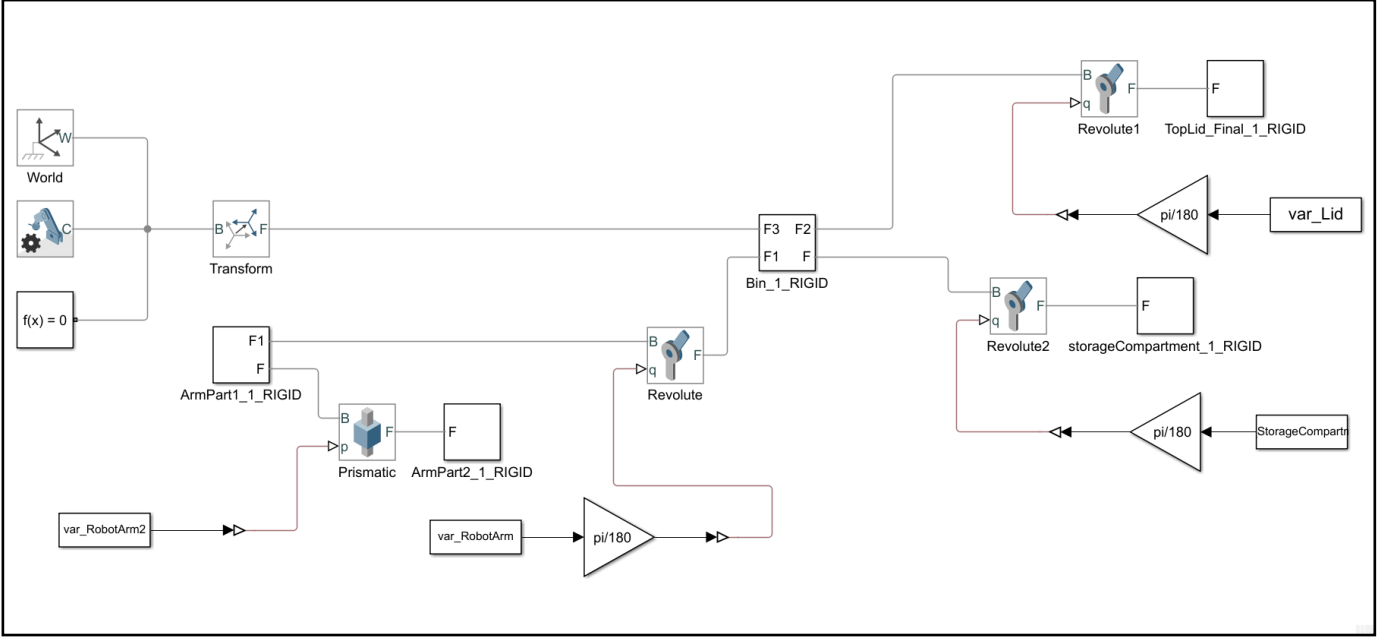 B
F
Revolute1
q
F
TopLid_Final_1_RIGID
W
World
C
B
F
Transform
F3
F2
F1
F
Bin_1_RIGID
pi/180
var_Lid
f(x) = 0
B
F
Revolute2
q
F
storageCompartment_1_RIGID
F1
F
ArmPart1_1_RIGID
B
F
Revolute
q
B
F
Prismatic
p
F
ArmPart2_1_RIGID
pi/180
StorageCompartm
var_RobotArm2
var_RobotArm
pi/180